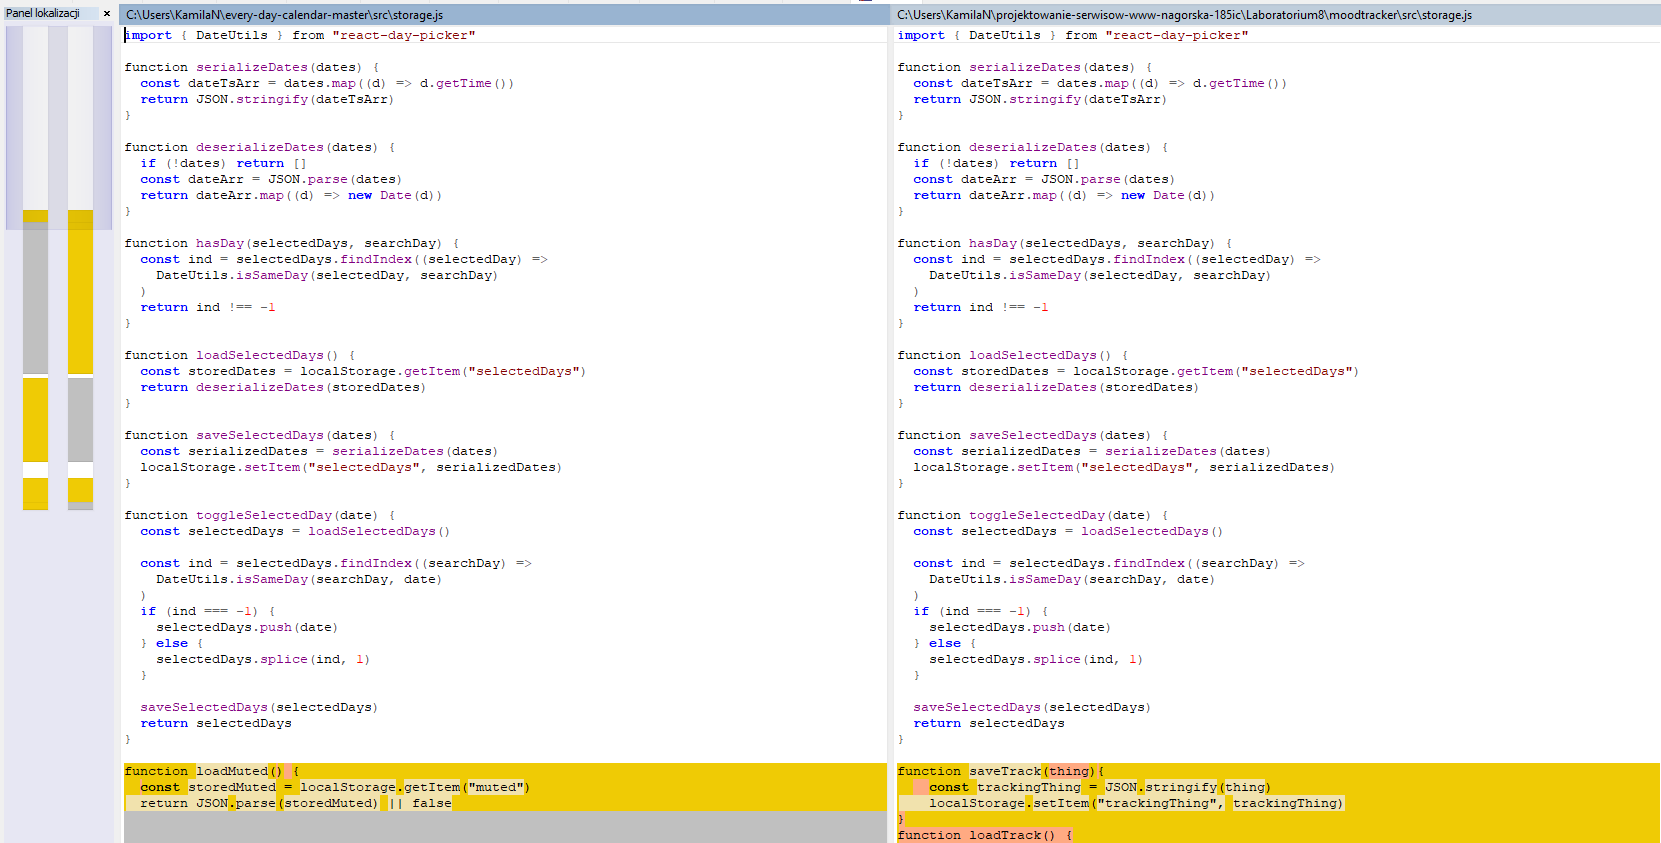 Panel lokalizacji ×
C:\Users\KamilaN\every-day-calendar-master\src\storage.js
import { DateUtils } from "react-day-picker"
function serializeDates(dates) {
  const dateTsArr = dates.map((d) => d.getTime())
  return JSON.stringify(dateTsArr)
}
function deserializeDates(dates) {
  if (!dates) return []
  const dateArr = JSON.parse(dates)
  return dateArr.map((d) => new Date(d))
}
function hasDay(selectedDays, searchDay) {
  const ind = selectedDays.findIndex((selectedDay) =>
    DateUtils.isSameDay(selectedDay, searchDay)
  )
  return ind !== -1
}
function loadSelectedDays() {
  const storedDates = localStorage.getItem("selectedDays")
  return deserializeDates(storedDates)
}
function saveSelectedDays(dates) {
  const serializedDates = serializeDates(dates)
  localStorage.setItem("selectedDays", serializedDates)
}
function toggleSelectedDay(date) {
  const selectedDays = loadSelectedDays()
  const ind = selectedDays.findIndex((searchDay) =>
    DateUtils.isSameDay(searchDay, date)
  )
  if (ind === -1) {
    selectedDays.push(date)
  } else {
    selectedDays.splice(ind, 1)
  }
  saveSelectedDays(selectedDays)
  return selectedDays
}
function loadMuted() {
  const storedMuted = localStorage.getItem("muted")
  return JSON.parse(storedMuted) || false
C:\Users\KamilaN\projektowanie-serwisow-www-nagorska-185ic\Laboratorium8\moodtracker\src\storage.js
import { DateUtils } from "react-day-picker"
function serializeDates(dates) {
  const dateTsArr = dates.map((d) => d.getTime())
  return JSON.stringify(dateTsArr)
}
function deserializeDates(dates) {
  if (!dates) return []
  const dateArr = JSON.parse(dates)
  return dateArr.map((d) => new Date(d))
}
function hasDay(selectedDays, searchDay) {
  const ind = selectedDays.findIndex((selectedDay) =>
    DateUtils.isSameDay(selectedDay, searchDay)
  )
  return ind !== -1
}
function loadSelectedDays() {
  const storedDates = localStorage.getItem("selectedDays")
  return deserializeDates(storedDates)
}
function saveSelectedDays(dates) {
  const serializedDates = serializeDates(dates)
  localStorage.setItem("selectedDays", serializedDates)
}
function toggleSelectedDay(date) {
  const selectedDays = loadSelectedDays()
  const ind = selectedDays.findIndex((searchDay) =>
    DateUtils.isSameDay(searchDay, date)
  )
  if (ind === -1) {
    selectedDays.push(date)
  } else {
    selectedDays.splice(ind, 1)
  }
  saveSelectedDays(selectedDays)
  return selectedDays
}
function saveTrack(thing){
    const trackingThing = JSON.stringify(thing)
    localStorage.setItem("trackingThing", trackingThing)
}
function loadTrack() {